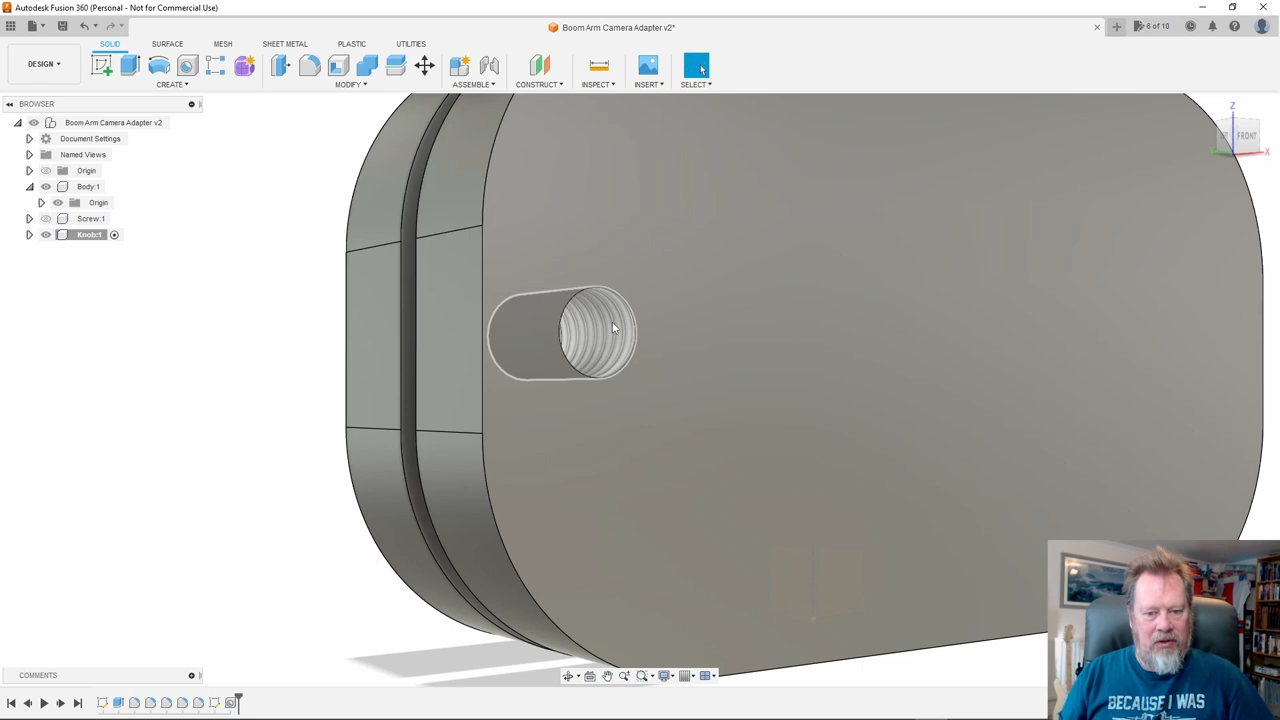 Autodesk Fusion 360 (Personal - Not for Commercial Use)
Boom Arm Camera Adapter v2*
6 of 10
SOLID SURFACE MESH SHEET METAL PLASTIC UTILITIES
DESIGN
CREATE MODIFY ASSEMBLE CONSTRUCT INSPECT INSERT SELECT
BROWSER
Boom Arm Camera Adapter v2
Document Settings
Named Views
Origin
Body:1
Origin
Screw:1
Knob:1
Z
FRONT
X
COMMENTS
BECAUSE I WAS